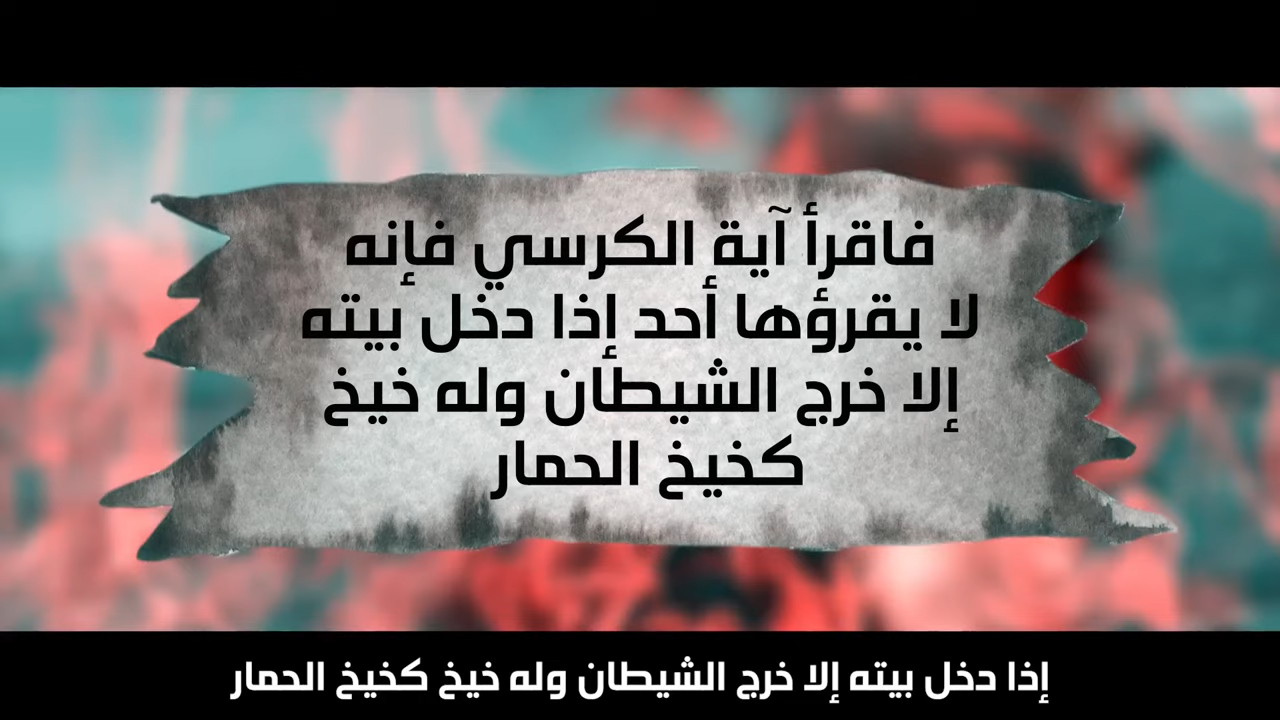 فاقرأ آية الكرسي فإنه
لا يقرؤها أحد إذا دخل بيته
إلا خرج الشيطان وله خيخ
كخيخ الحمار
إذا دخل بيته إلا خرج الشيطان وله خيخ كخيخ الحمار